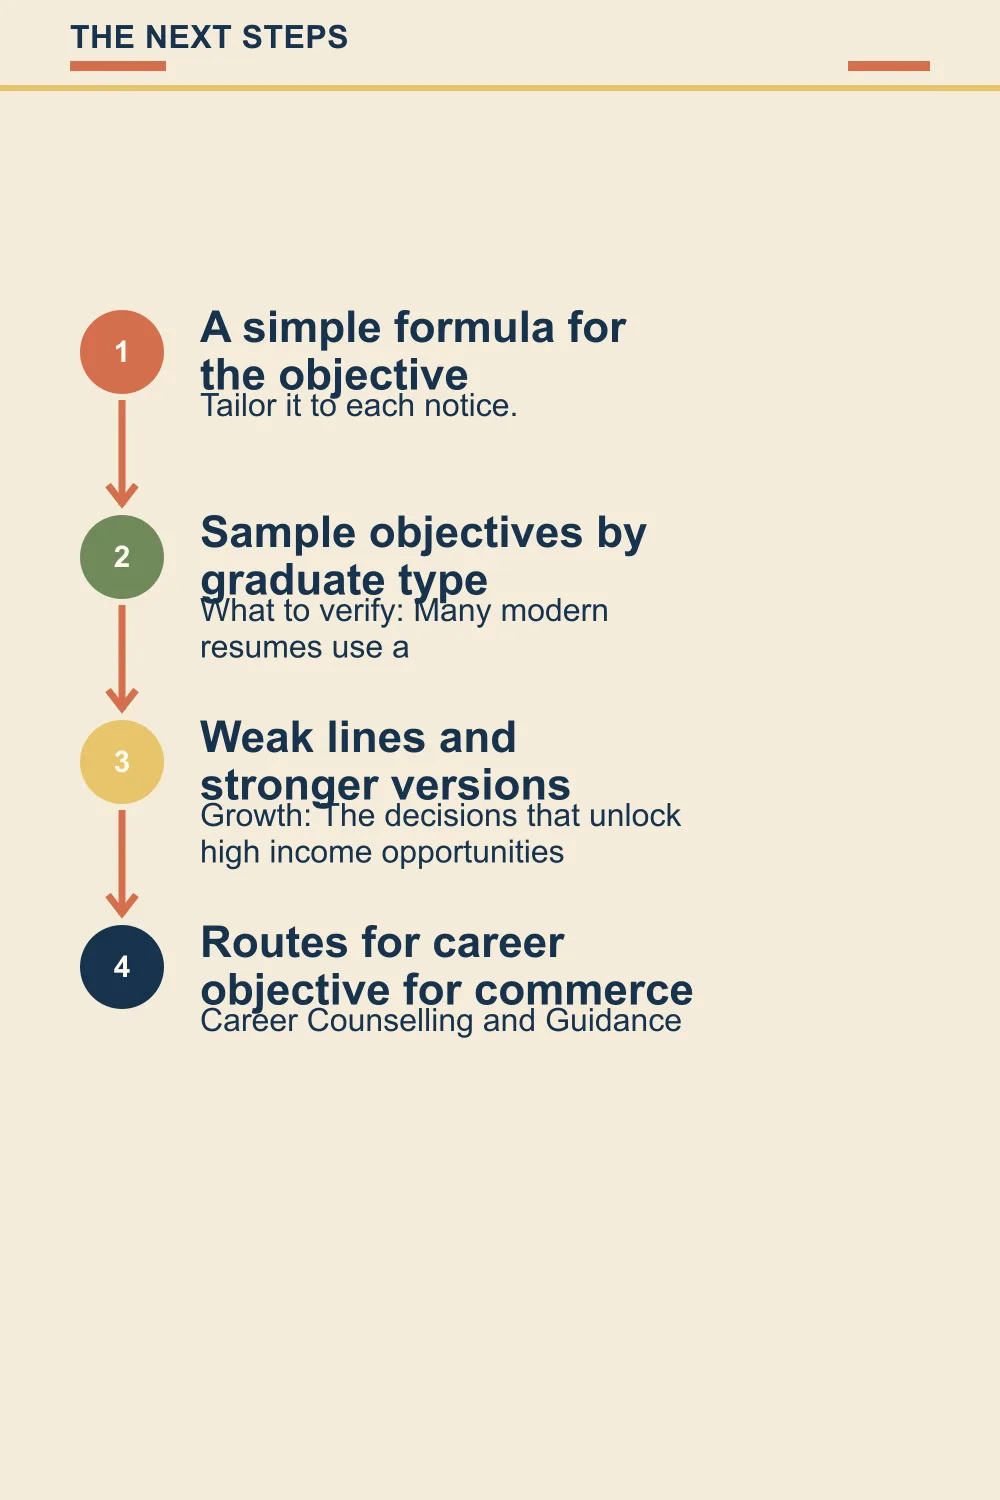 THE NEXT STEPS
1
A simple formula for
the objective
Tailor it to each notice.
2
Sample objectives by
graduate type
What to verify: Many modern
resumes use a
3
Weak lines and
stronger versions
Growth: The decisions that unlock
high income opportunities
4
Routes for career
objective for commerce
Career Counselling and Guidance